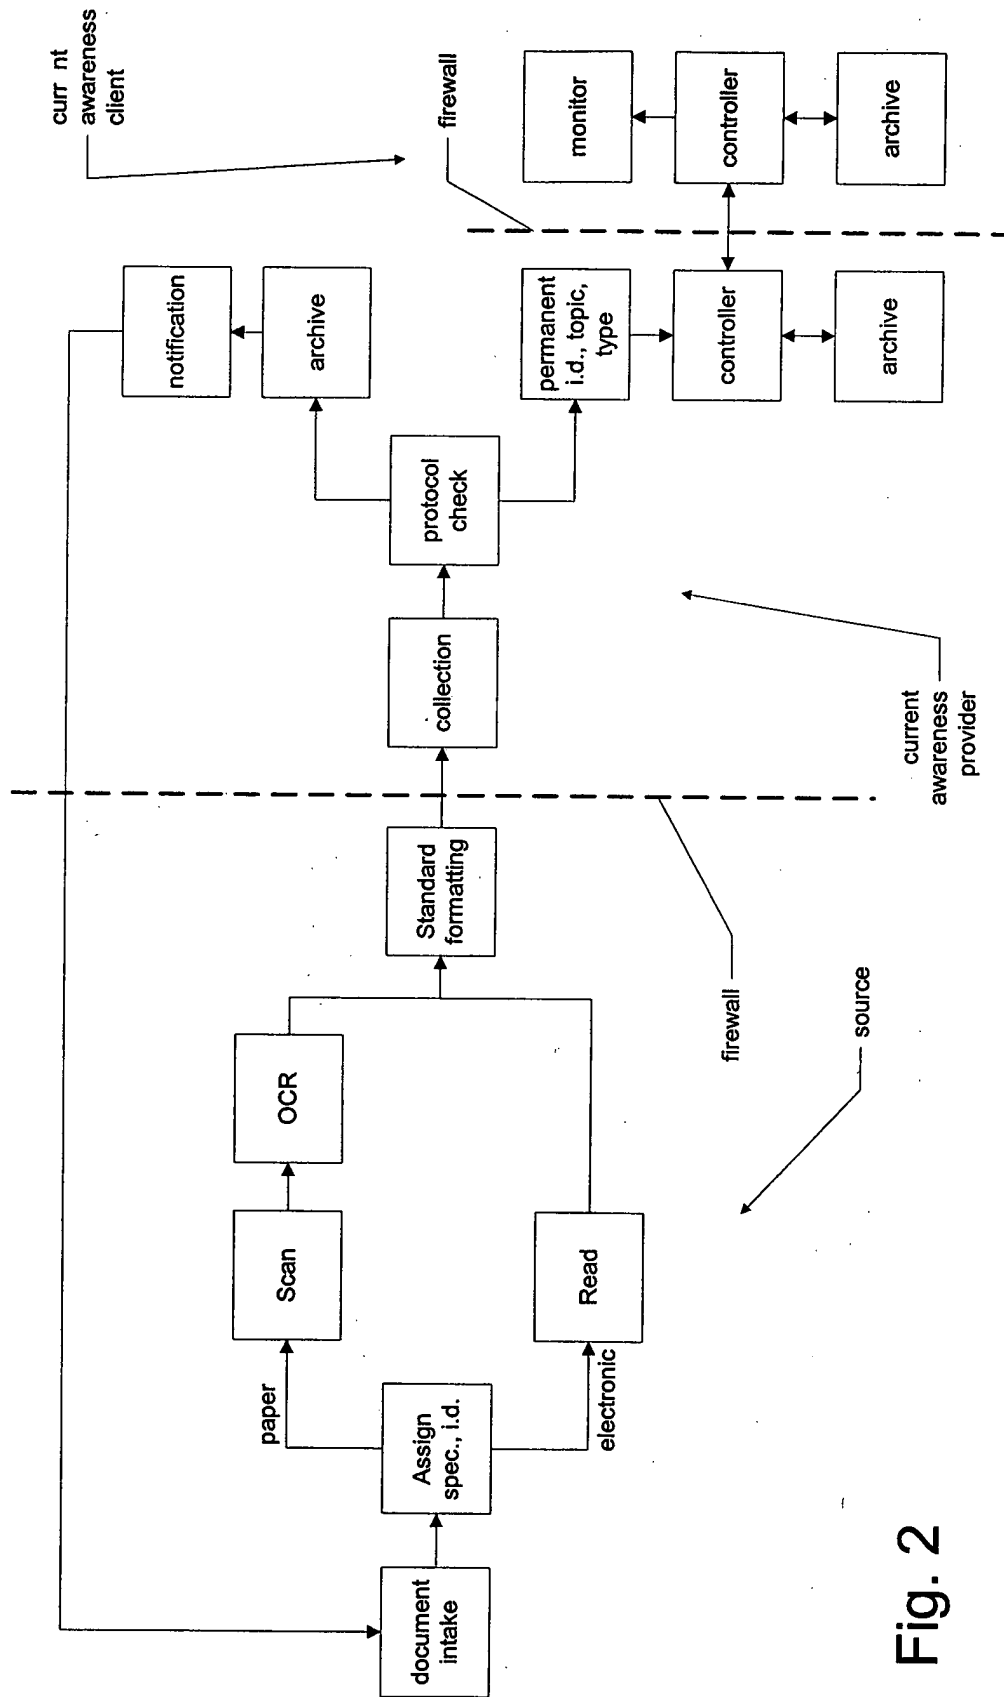 document
intake
Assign
spec., i.d.
paper
electronic
Scan
OCR
Read
Standard
formatting
firewall
source
collection
protocol
check
current
awareness
provider
notification
archive
permanent
i.d., topic,
type
controller
archive
curr nt
awareness
client
firewall
monitor
controller
archive
Fig. 2